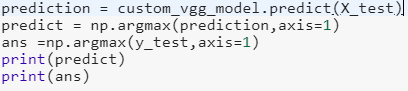 prediction = custom_vgg_model.predict(X_test)
predict = np.argmax(prediction,axis=1)
ans =np.argmax(y_test,axis=1)
print(predict)
print(ans)